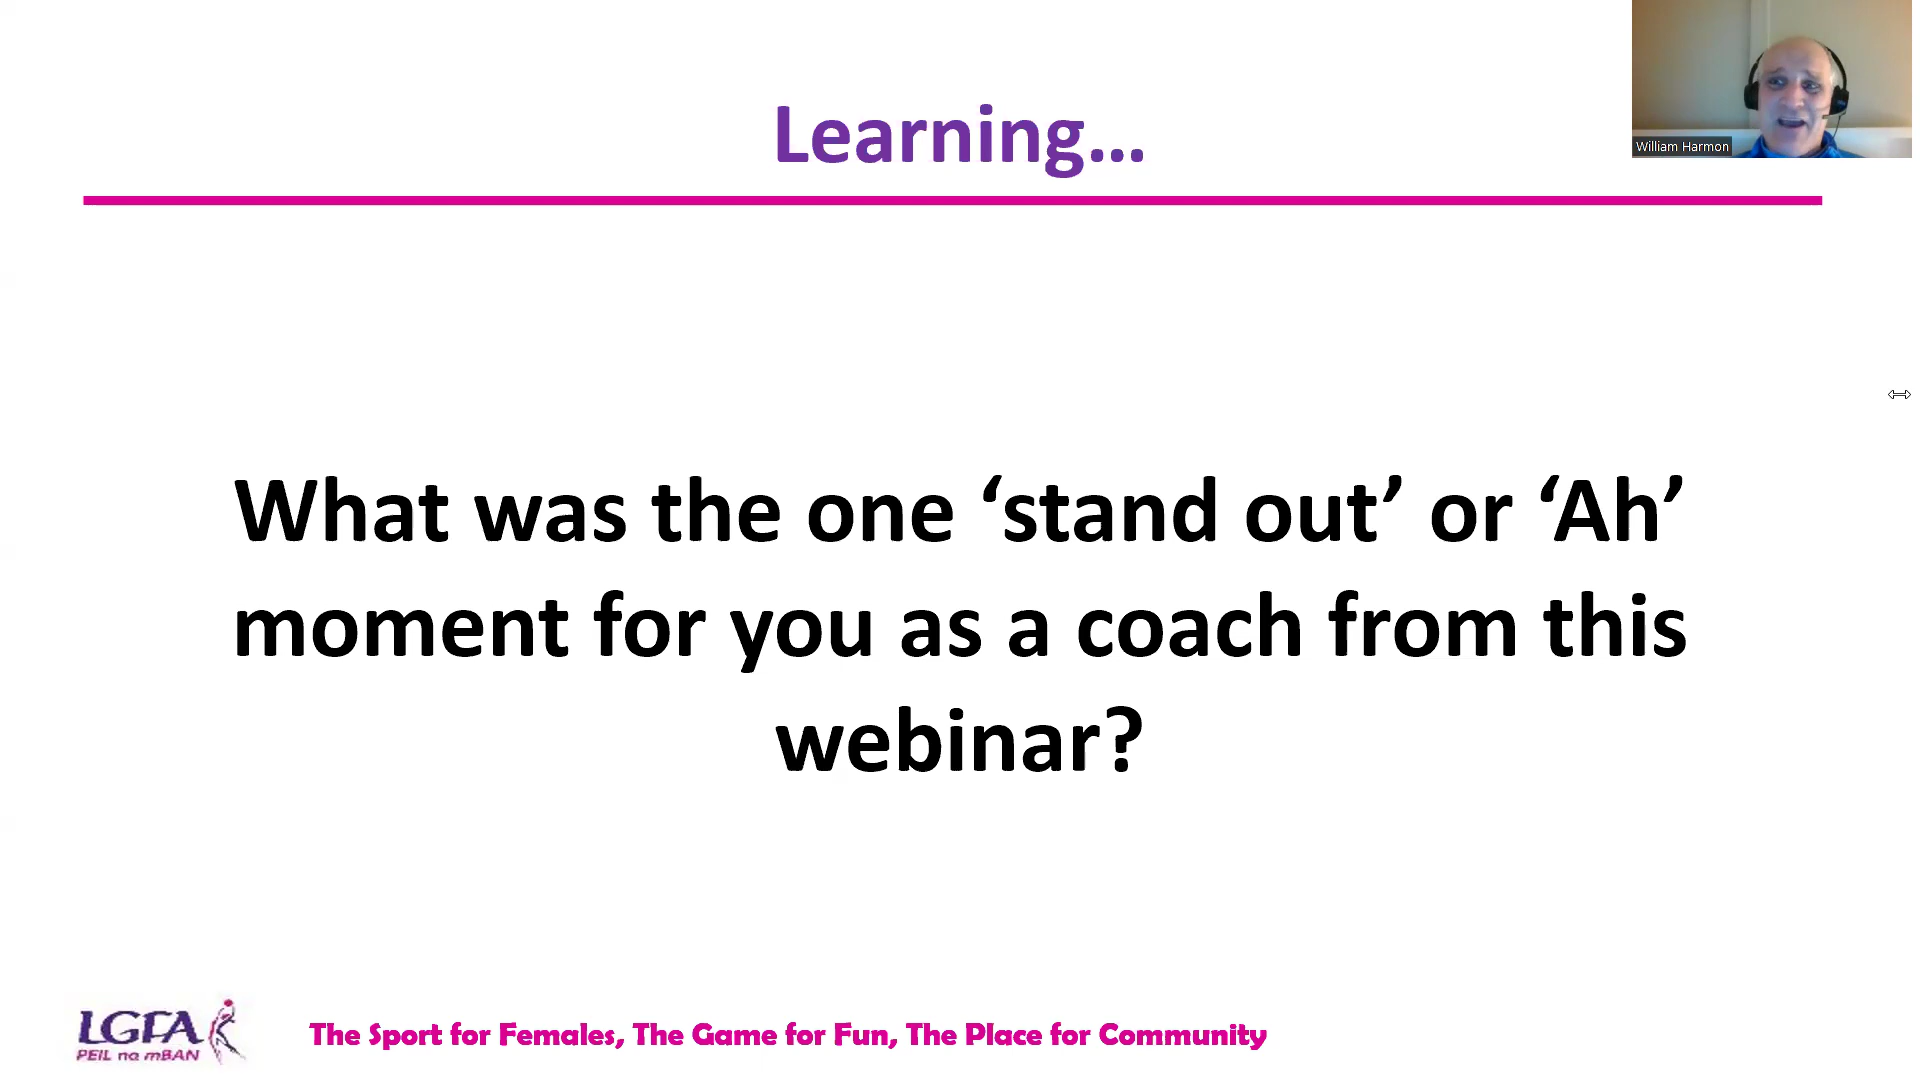 Learning...
William Harmon
What was the one ‘stand out’ or ‘Ah’
moment for you as a coach from this
webinar?
LGFA
PEIL na mBAN
The Sport for Females, The Game for Fun, The Place for Community